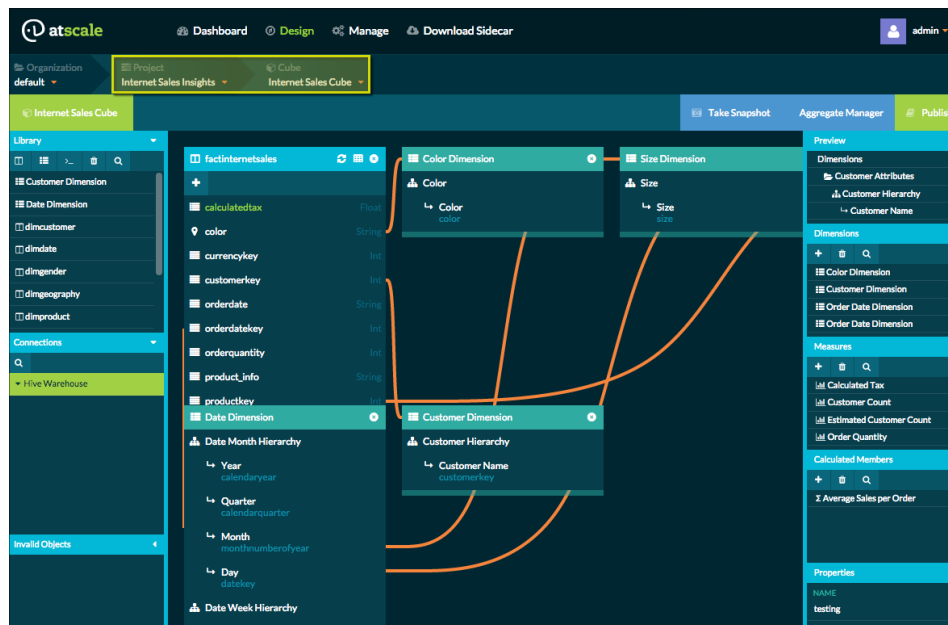 atscale
Dashboard
Design
Manage
Download Sidecar
admin
Organization
default
Project
Internet Sales Insights
Cube
Internet Sales Cube
Internet Sales Cube
Take Snapshot
Aggregate Manager
Publis
Library
Customer Dimension
Date Dimension
dimcustomer
dimdate
dimgender
dimgeography
dimproduct
Connections
Hive Warehouse
Invalid Objects
factinternetsales
calculatedtax Float
color String
currencykey Int
customerkey Int
orderdate String
orderdatekey Int
orderquantity Int
product_info String
productkey Int
Color Dimension
Color
Color
color
Size Dimension
Size
Size
size
Date Dimension
Date Month Hierarchy
Year
calendaryear
Quarter
calendarquarter
Month
monthnumberofyear
Day
datekey
Date Week Hierarchy
Customer Dimension
Customer Hierarchy
Customer Name
customerkey
Preview
Dimensions
Customer Attributes
Customer Hierarchy
Customer Name
Dimensions
Color Dimension
Customer Dimension
Order Date Dimension
Order Date Dimension
Measures
Calculated Tax
Customer Count
Estimated Customer Count
Order Quantity
Calculated Members
Σ Average Sales per Order
Properties
NAME
testing